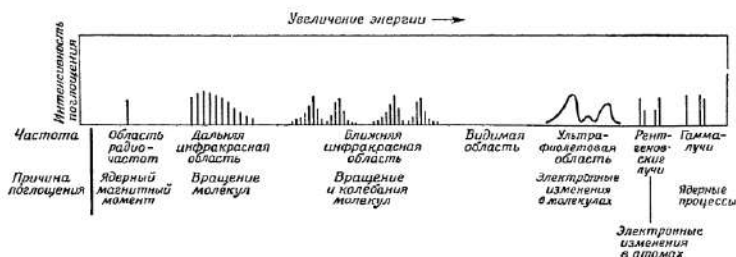 Увеличение энергии →
Интенсивность
поглощения
Частота
Область
радио-
частот
Дальняя
инфракрасная
область
Ближняя
инфракрасная
область
Видимая
область
Ультра-
фиолетовая
область
Рент-
геновские
лучи
Гамма-
лучи
Причина
поглощения
Ядерный
магнитный
момент
Вращение
молекул
Вращение
и колебания
молекул
Электронные
изменения
в молекулах
Ядерные
процессы
Электронные
изменения
в атомах